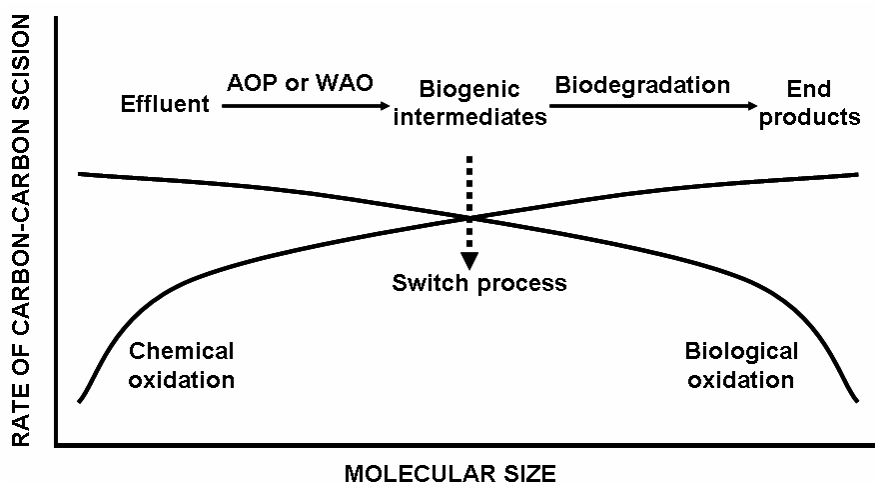 RATE OF CARBON-CARBON SCISION
AOP or WAO
Effluent
Biogenic
intermediates
Biodegradation
End
products
Switch process
Chemical
oxidation
Biological
oxidation
MOLECULAR SIZE